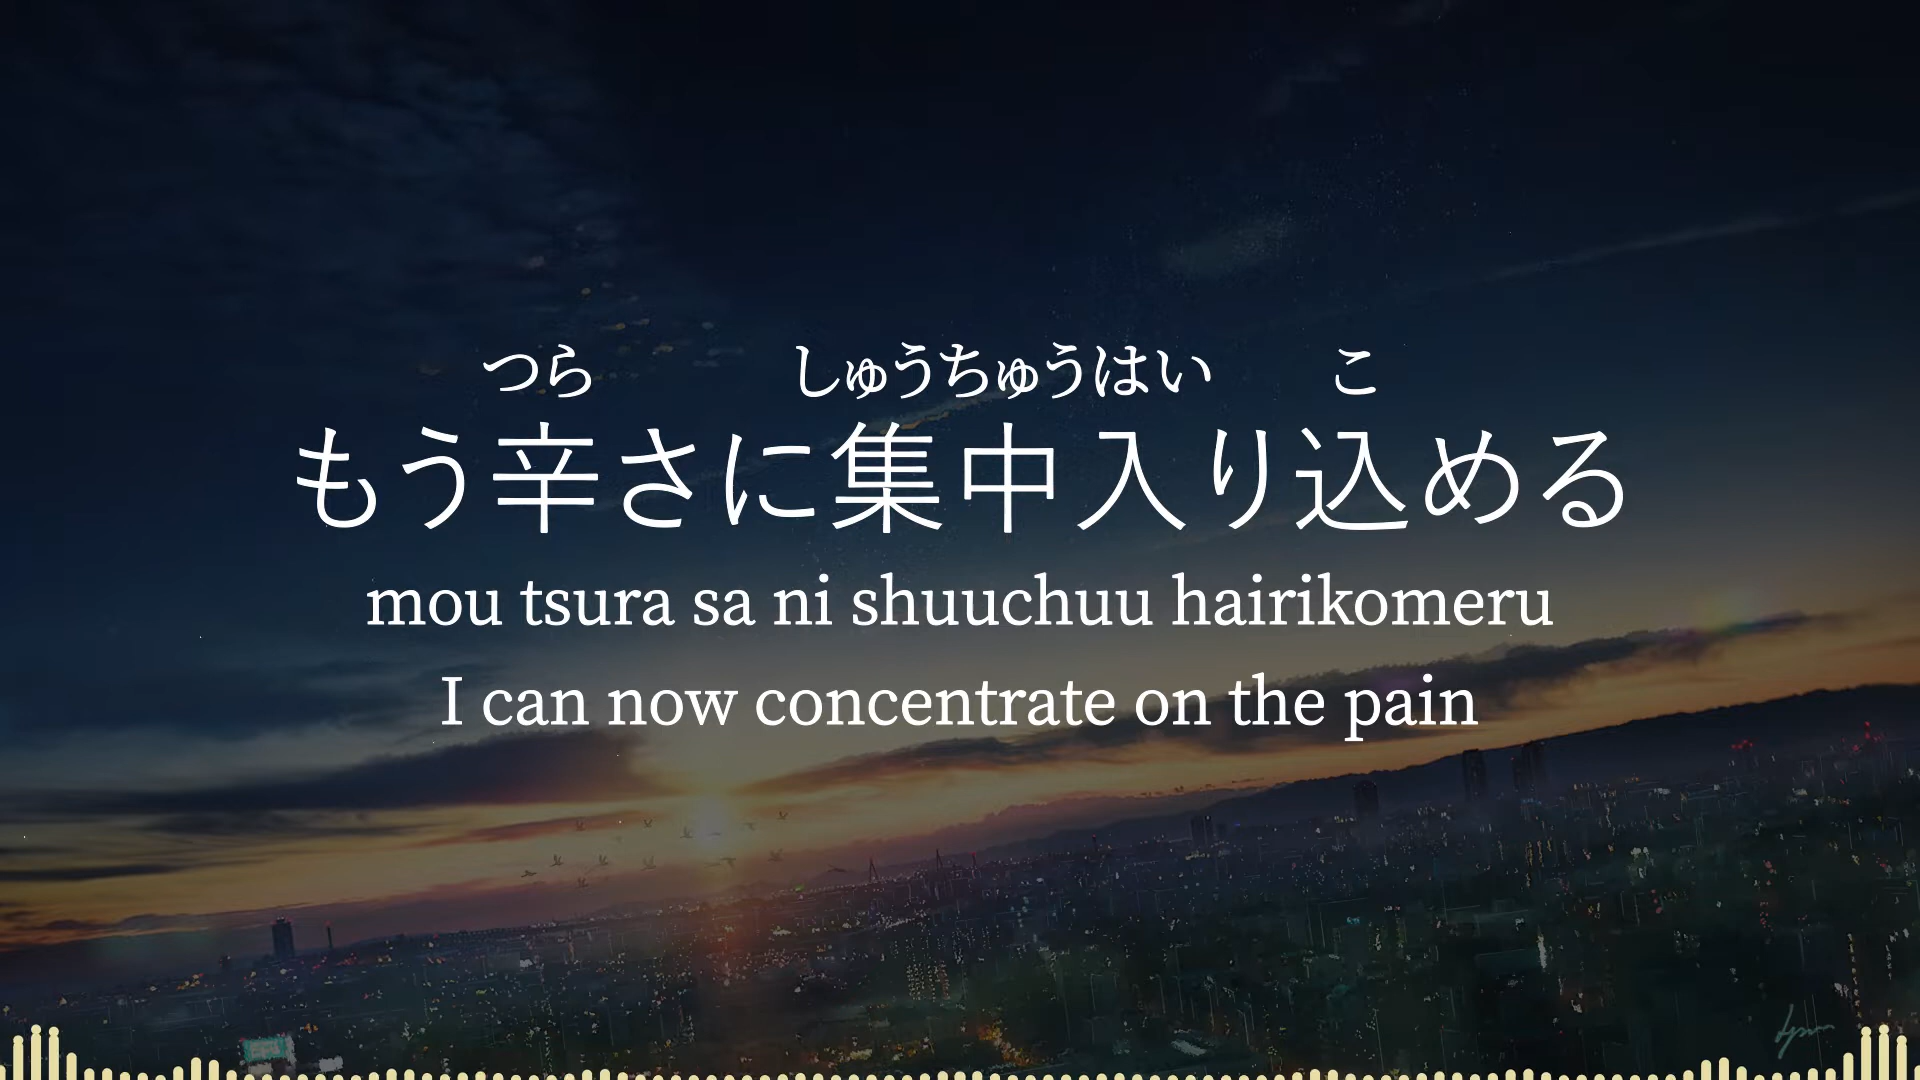 つら しゅうちゅうはい こ
もう辛さに集中入り込める
mou tsura sa ni shuuchuu hairikomeru
I can now concentrate on the pain